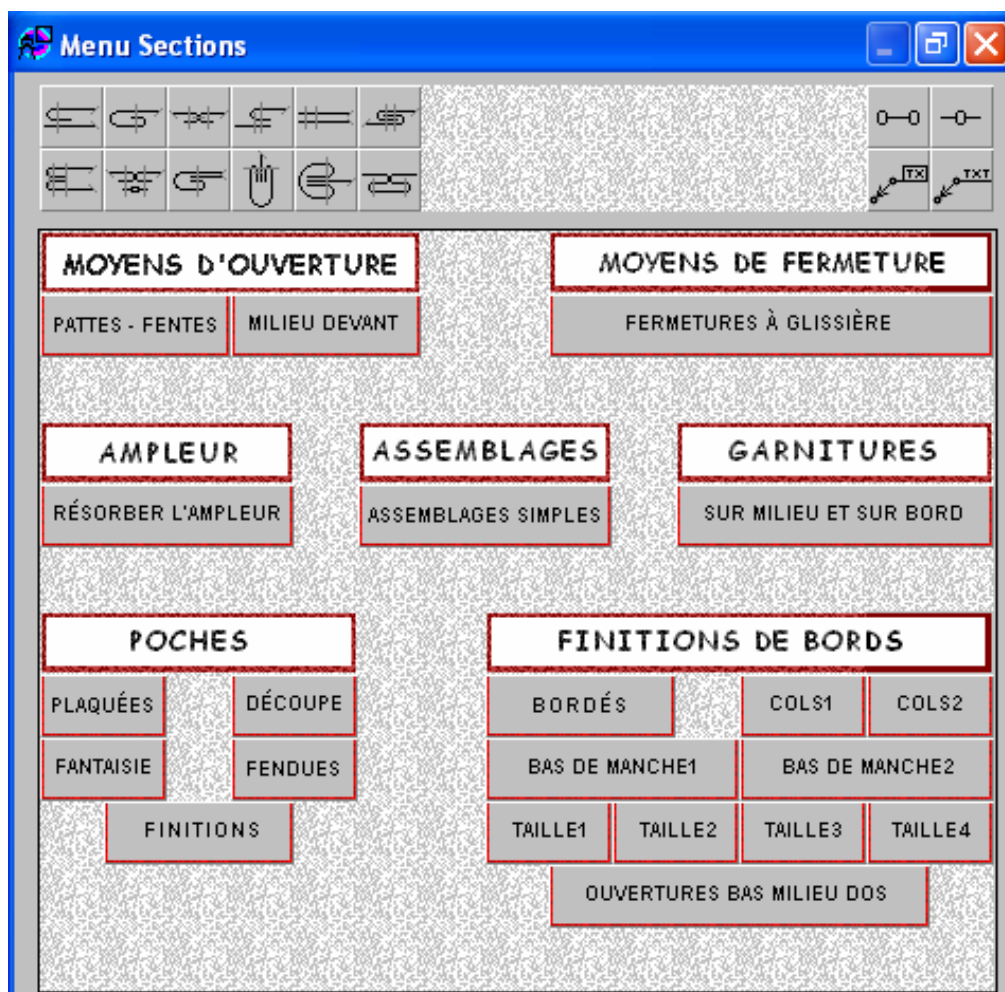 Menu Sections
TX
TXT
MOYENS D'OUVERTURE
MOYENS DE FERMETURE
PATTES - FENTES
MILIEU DEVANT
FERMETURES À GLISSIÈRE
AMPLEUR
ASSEMBLAGES
GARNITURES
RÉSORBER L'AMPLEUR
ASSEMBLAGES SIMPLES
SUR MILIEU ET SUR BORD
POCHES
FINITIONS DE BORDS
PLAQUÉES
DÉCOUPE
BORDÉS
COLS1
COLS2
FANTAISIE
FENDUES
BAS DE MANCHE1
BAS DE MANCHE2
FINITIONS
TAILLE1
TAILLE2
TAILLE3
TAILLE4
OUVERTURES BAS MILIEU DOS